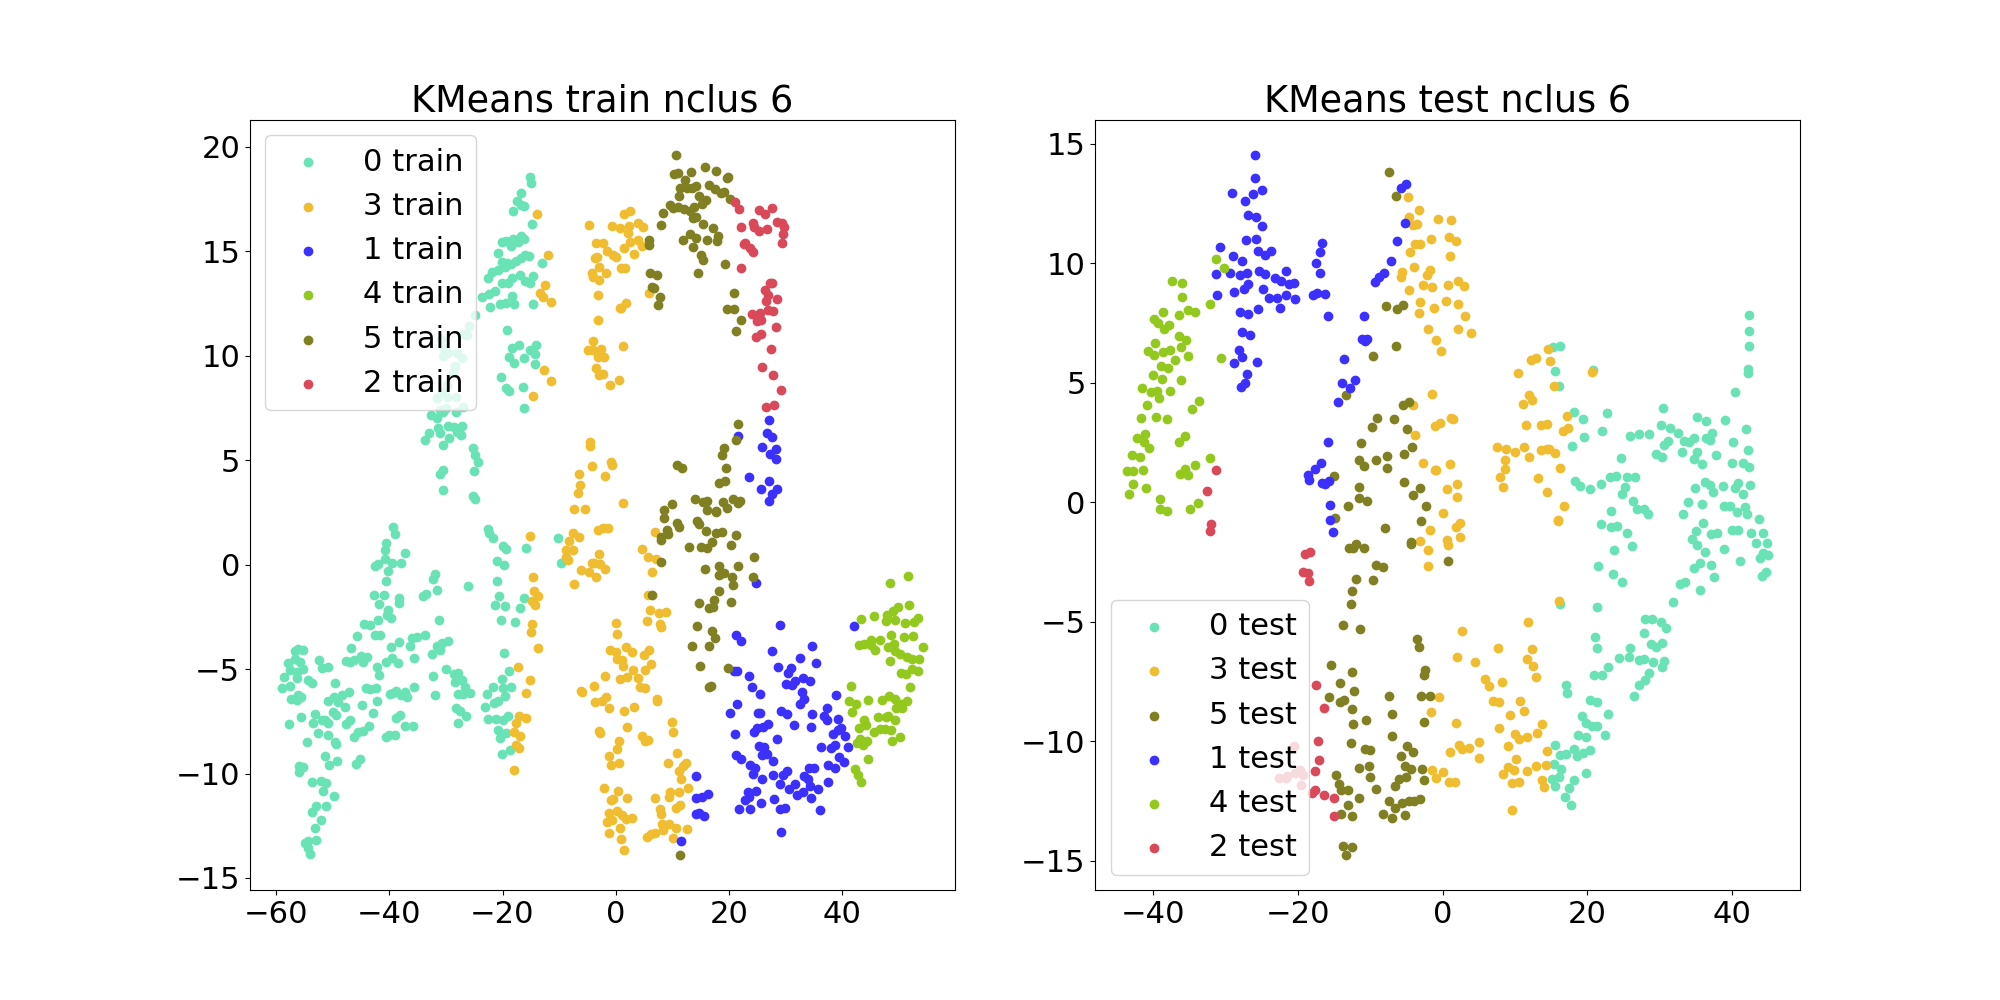 KMeans train nclus 6
20
15
10
5
0
−5
−10
−15
−60
−40
−20
0
20
40
0 train
3 train
1 train
4 train
5 train
2 train
KMeans test nclus 6
15
10
5
0
−5
−10
−15
−40
−20
0
20
40
0 test
3 test
5 test
1 test
4 test
2 test